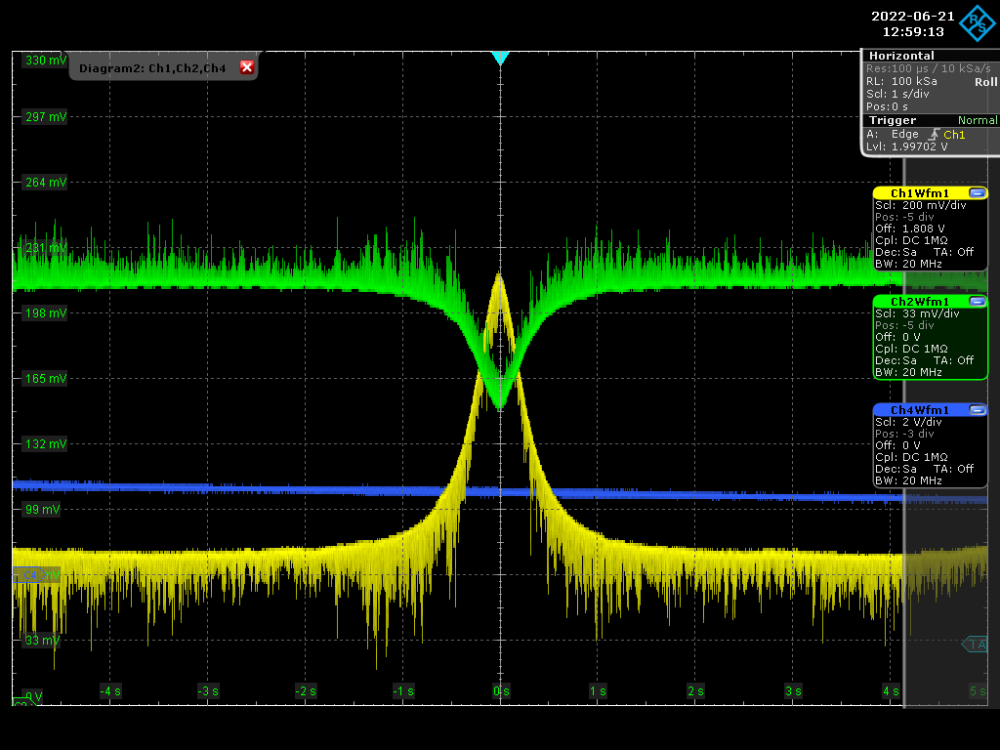 2022-06-21
12:59:13
R&S
Diagram2: Ch1,Ch2,Ch4
330 mV
297 mV
264 mV
231 mV
198 mV
165 mV
132 mV
99 mV
33 mV
0 V
-4 s
-3 s
-2 s
-1 s
0 s
1 s
2 s
3 s
4 s
5 s
1A
Horizontal
Res:100 µs / 10 kSa/s
RL: 100 kSa Roll
Scl: 1 s/div
Pos:0 s
Trigger Normal
A: Edge Ch1
Lvl: 1.99702 V
Ch1Wfm1
Scl: 200 mV/div
Pos: -5 div
Off: 1.808 V
Cpl: DC 1MΩ
Dec:Sa TA: Off
BW: 20 MHz
Ch2Wfm1
Scl: 33 mV/div
Pos: -5 div
Off: 0 V
Cpl: DC 1MΩ
Dec:Sa TA: Off
BW: 20 MHz
Ch4Wfm1
Scl: 2 V/div
Pos: -3 div
Off: 0 V
Cpl: DC 1MΩ
Dec:Sa TA: Off
BW: 20 MHz